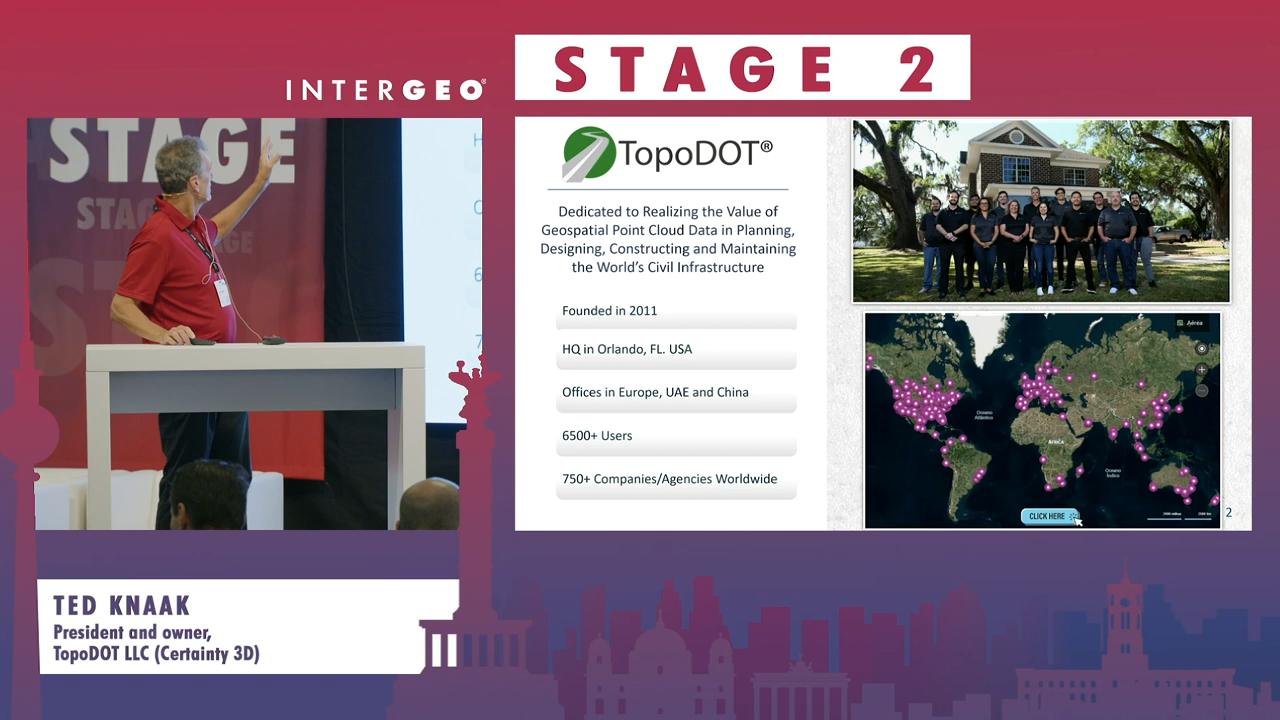 INTERGEO®
STAGE 2
STAGE
STAGE
TopoDOT®
Dedicated to Realizing the Value of
Geospatial Point Cloud Data in Planning,
Designing, Constructing and Maintaining
the World's Civil Infrastructure
Founded in 2011
HQ in Orlando, FL. USA
Offices in Europe, UAE and China
6500+ Users
750+ Companies/Agencies Worldwide
Aérea
Oceano
Atlântico
ÁFRICA
Oceano
Índico
CLICK HERE
2
TED KNAAK
President and owner,
TopoDOT LLC (Certainty 3D)